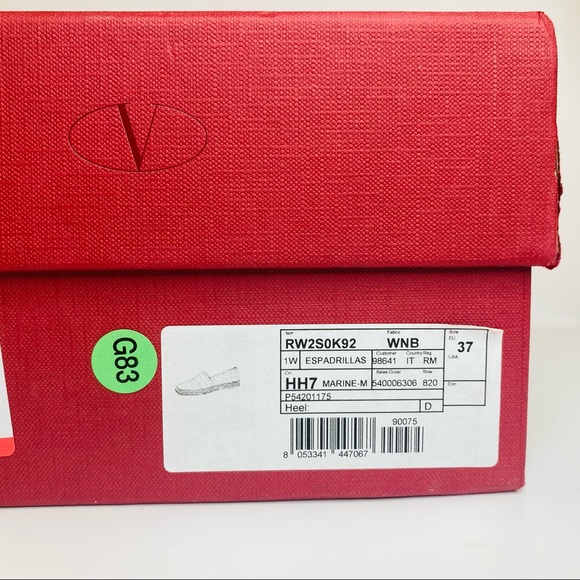 V
G83
Item Fabric Size
RW2S0K92 WNB EU 37
1W ESPADRILLAS Customer 98641 Country IT Reg RM USA
Col Sales Order Row
HH7 MARINE-M 540006306 820
P54201175
Heel: D
90075
8 053341 447067